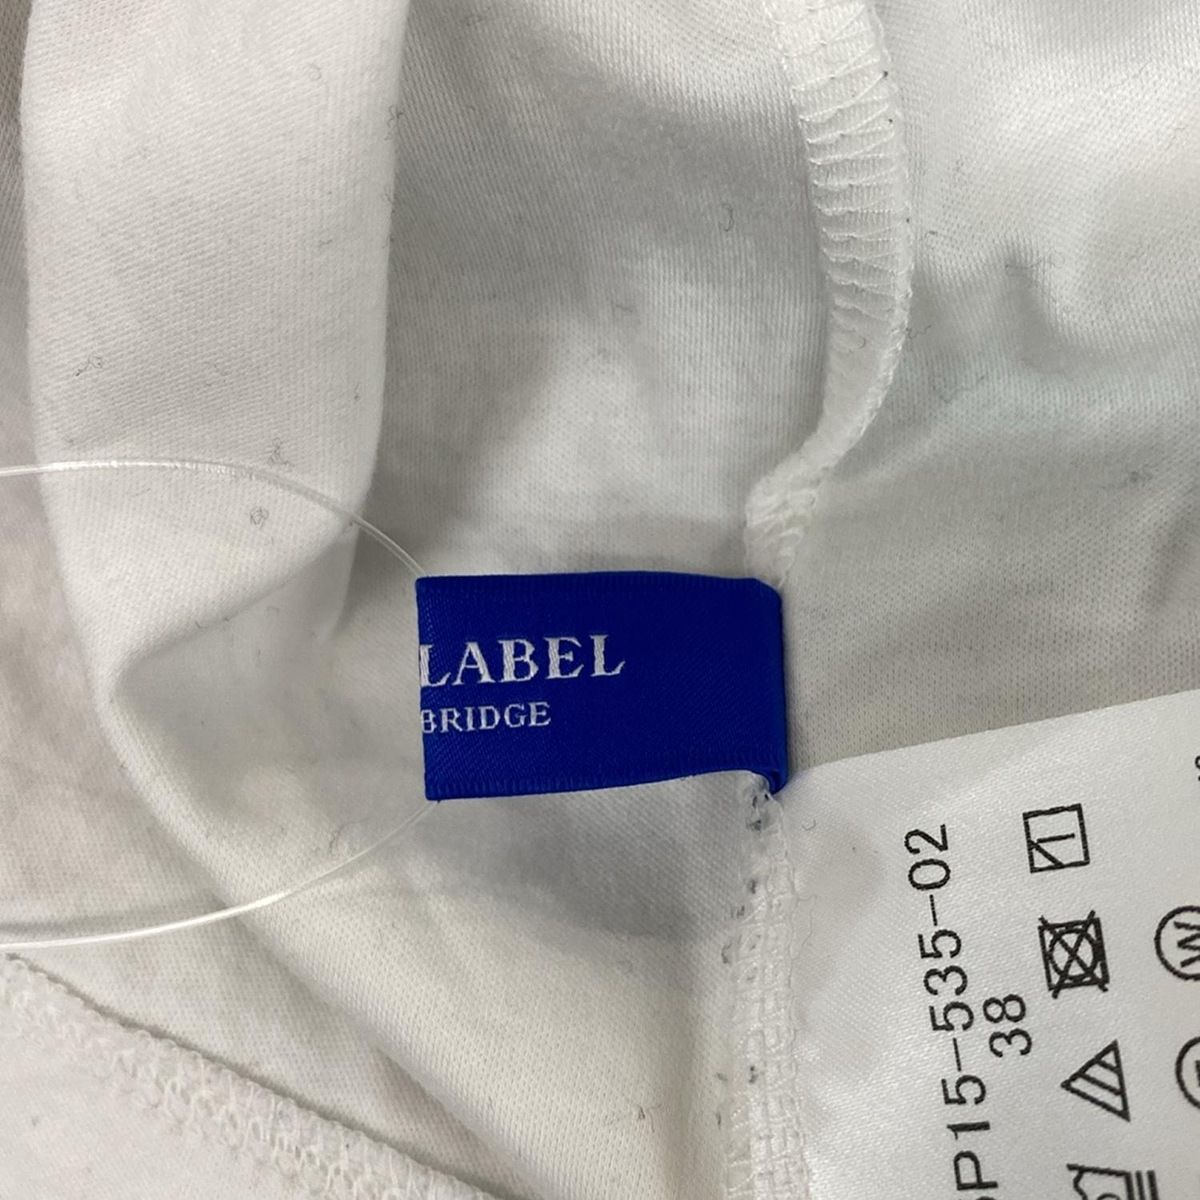 LABEL
BRIDGE
P15-535-02
38
W